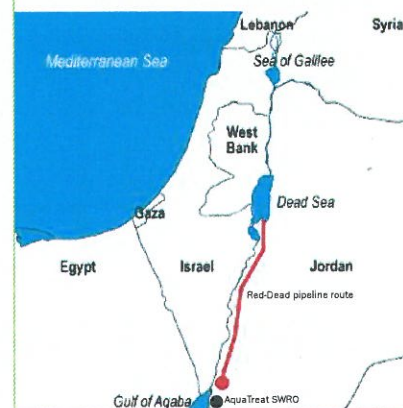 Lebanon
Syria
Mediterranean Sea
Sea of Galilee
West
Bank
Dead Sea
Gaza
Egypt
Israel
Jordan
Red-Dead pipeline route
Gulf of Aqaba
AquaTreat SWRO